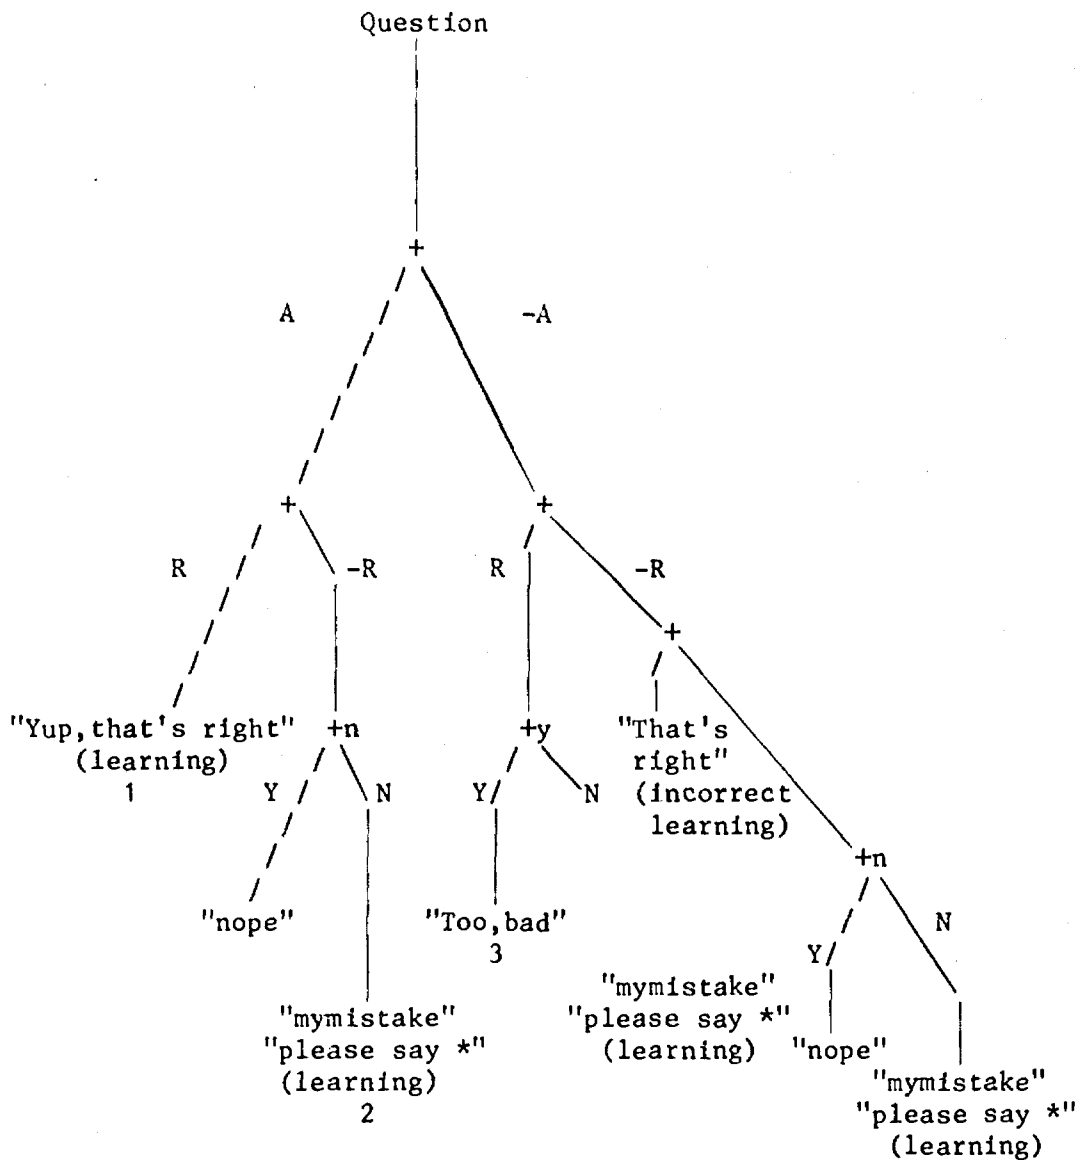 Question
+
A
-A
+
+
R
-R
R
-R
+
"Yup,that's right"
(learning)
1
+n
+y
"That's
right"
(incorrect
learning)
Y
N
Y
N
+n
"nope"
"Too,bad"
3
N
Y
"mymistake"
"please say *"
(learning)
2
"mymistake"
"please say *"
(learning)
"nope"
"mymistake"
"please say *"
(learning)